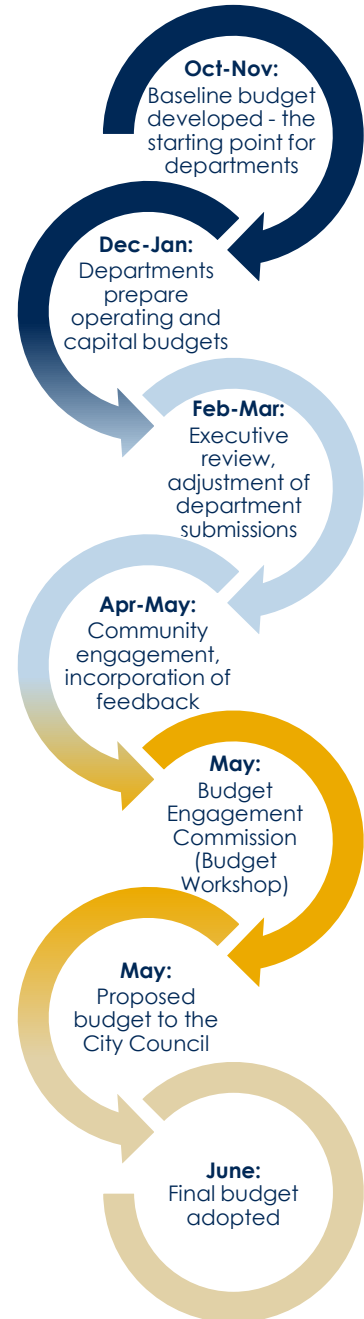 Oct-Nov:
Baseline budget
developed - the
starting point for
departments
Dec-Jan:
Departments
prepare
operating and
capital budgets
Feb-Mar:
Executive
review,
adjustment of
department
submissions
Apr-May:
Community
engagement,
incorporation of
feedback
May:
Budget
Engagement
Commission
(Budget
Workshop)
May:
Proposed
budget to the
City Council
June:
Final budget
adopted